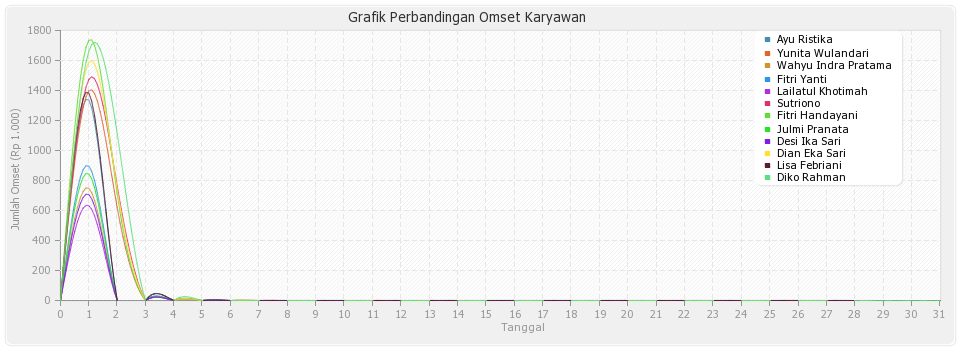 Grafik Perbandingan Omset Karyawan
1800
1600
1400
1200
1000
800
600
400
200
0
Jumlah Omset (Rp 1.000)
Ayu Ristika
Yunita Wulandari
Wahyu Indra Pratama
Fitri Yanti
Lailatul Khotimah
Sutriono
Fitri Handayani
Julmi Pranata
Desi Ika Sari
Dian Eka Sari
Lisa Febriani
Diko Rahman
0 1 2 3 4 5 6 7 8 9 10 11 12 13 14 15 16 17 18 19 20 21 22 23 24 25 26 27 28 29 30 31
Tanggal